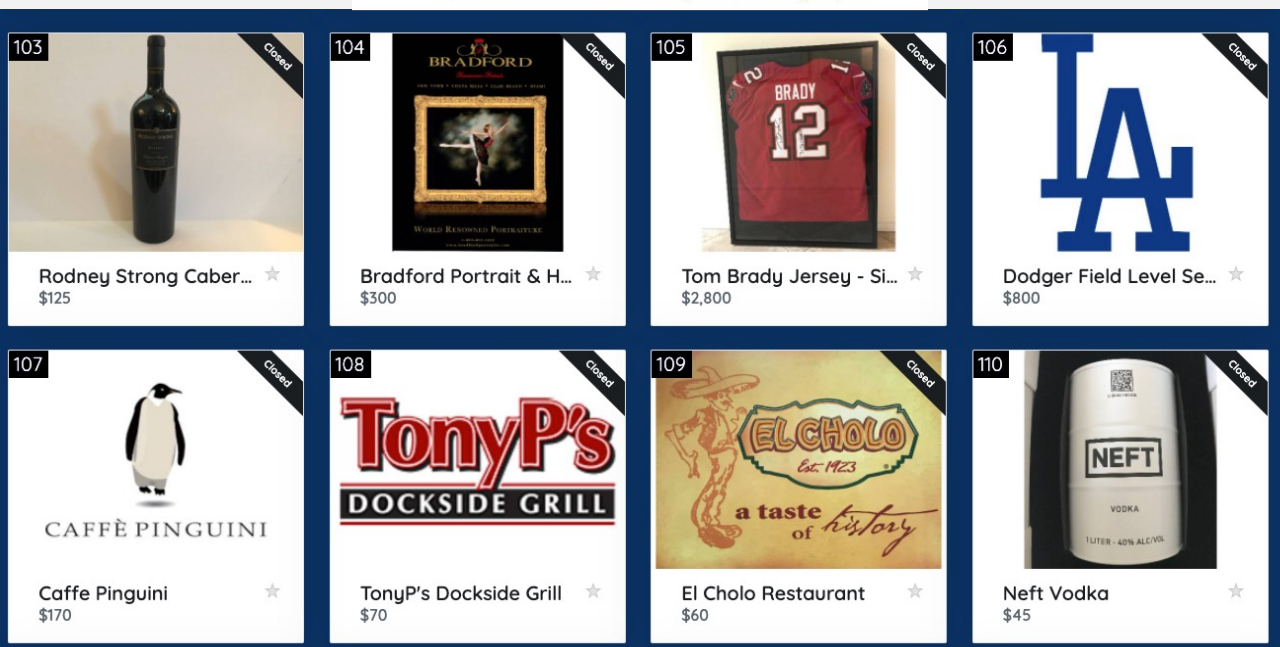 103
Closed
RODNEY STRONG
Rodney Strong Caber...
$125
104
Closed
BRADFORD
WORLD RENOWNED PORTRAITURE
Bradford Portrait & H...
$300
105
Closed
BRADY
12
Tom Brady Jersey - Si...
$2,800
106
Closed
LA
Dodger Field Level Se...
$800
107
Closed
CAFFÈ PINGUINI
Caffe Pinguini
$170
108
Closed
TonyP's
DOCKSIDE GRILL
TonyP's Dockside Grill
$70
109
Closed
EL CHOLO
Est. 1923
a taste
of history
El Cholo Restaurant
$60
110
Closed
NEFT
VODKA
1 LITER - 40% ALC/VOL
Neft Vodka
$45